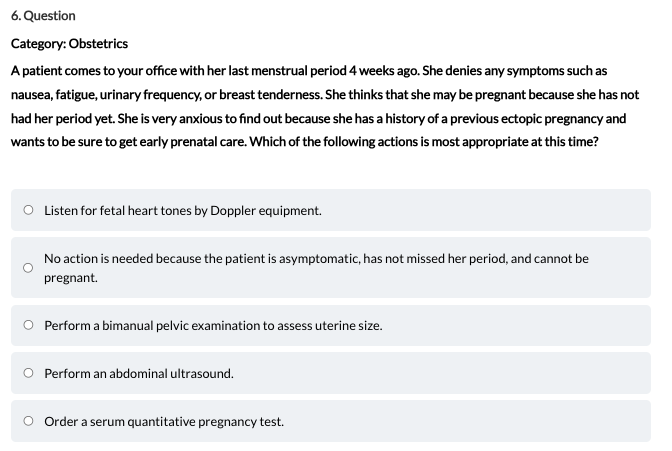 6. Question
Category: Obstetrics
A patient comes to your office with her last menstrual period 4 weeks ago. She denies any symptoms such as
nausea, fatigue, urinary frequency, or breast tenderness. She thinks that she may be pregnant because she has not
had her period yet. She is very anxious to find out because she has a history of a previous ectopic pregnancy and
wants to be sure to get early prenatal care. Which of the following actions is most appropriate at this time?
Listen for fetal heart tones by Doppler equipment.
No action is needed because the patient is asymptomatic, has not missed her period, and cannot be
pregnant.
Perform a bimanual pelvic examination to assess uterine size.
Perform an abdominal ultrasound.
Order a serum quantitative pregnancy test.